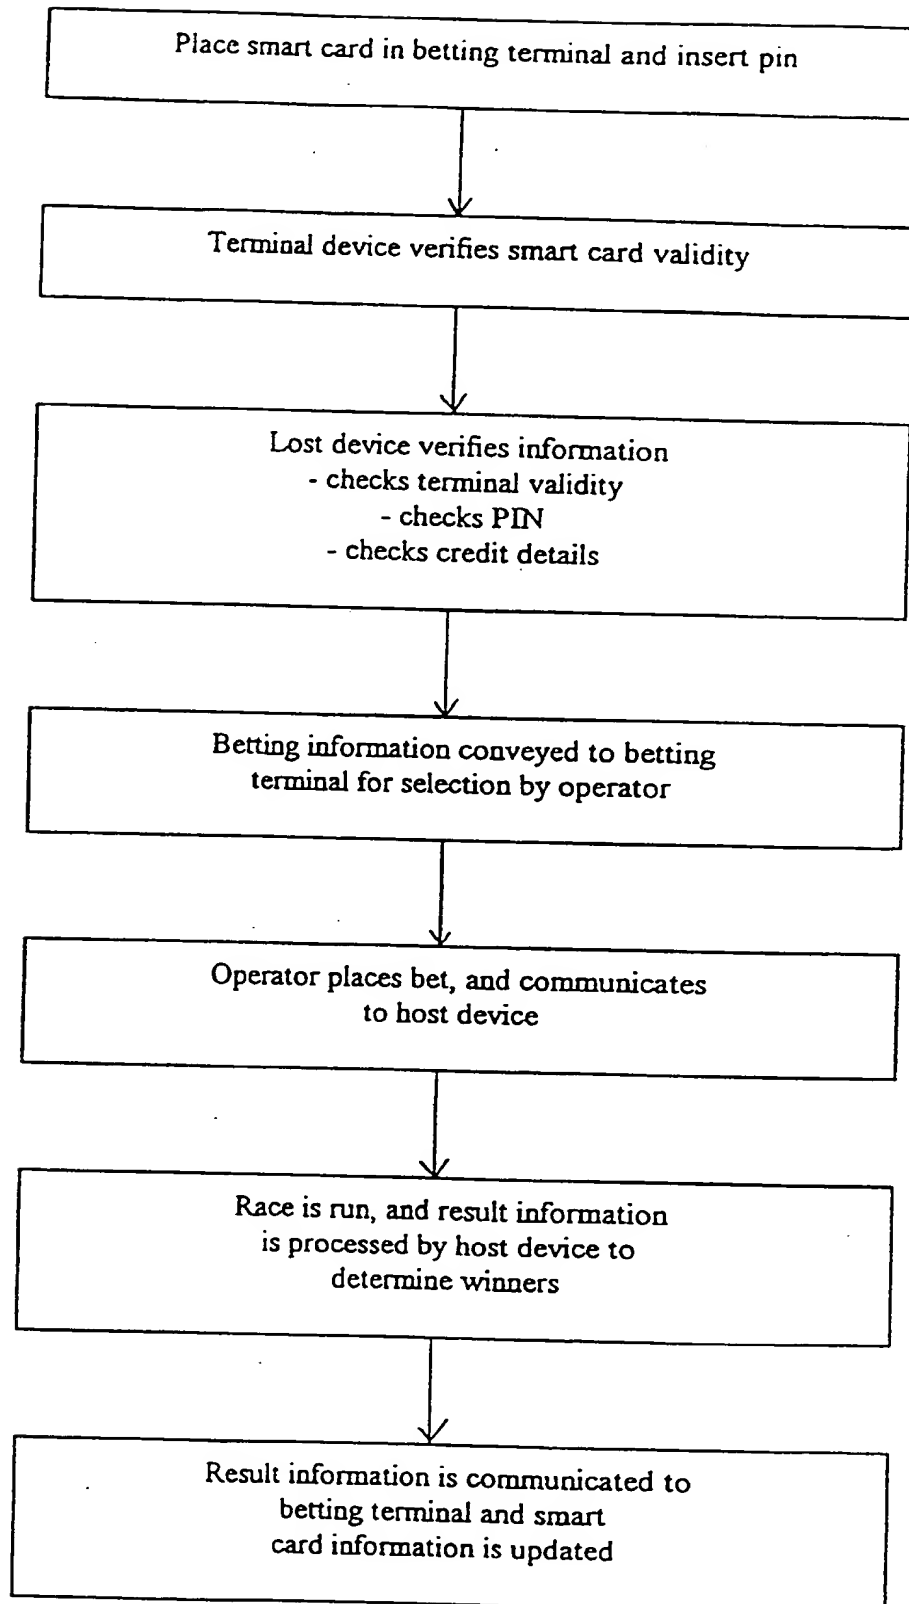 Place smart card in betting terminal and insert pin
Terminal device verifies smart card validity
Lost device verifies information
- checks terminal validity
- checks PIN
- checks credit details
Betting information conveyed to betting
terminal for selection by operator
Operator places bet, and communicates
to host device
Race is run, and result information
is processed by host device to
determine winners
Result information is communicated to
betting terminal and smart
card information is updated